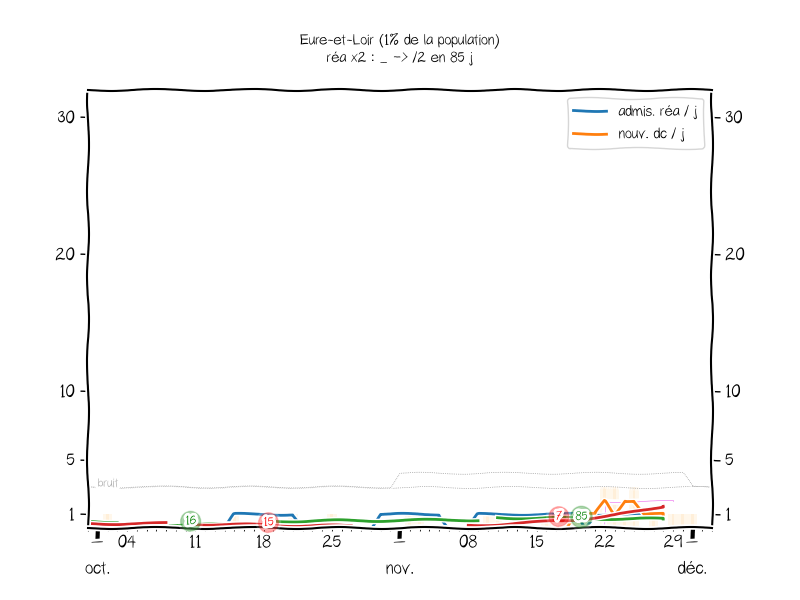 Eure-et-Loir (1% de la population)
réa x2 : _ -> /2 en 85 j
admis. réa / j
nouv. dc / j
30
30
20
20
10
10
5
5
bruit
1
1
16
15
7
85
04
11
18
25
08
15
22
29
oct.
nov.
déc.